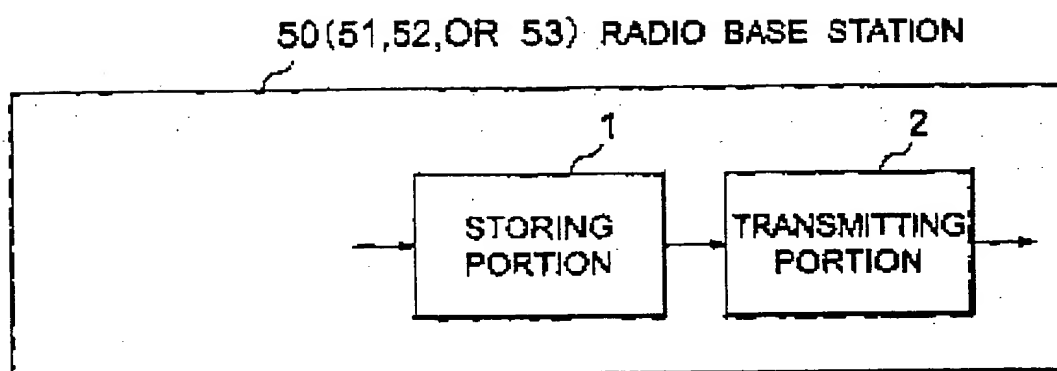 50(51,52,OR 53) RADIO BASE STATION
1
2
STORING
PORTION
TRANSMITTING
PORTION